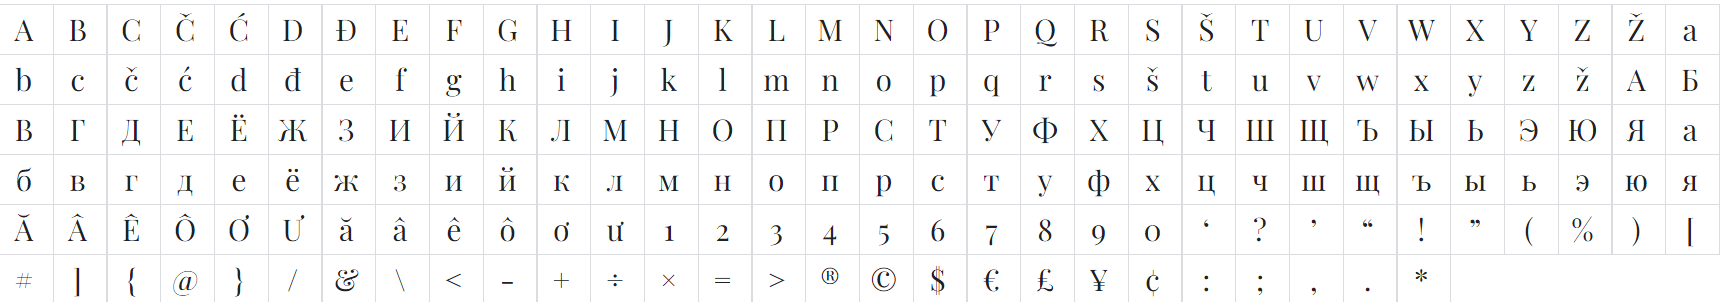 A B C Č Ć D Đ E F G H I J K L M N O P Q R S Š T U V W X Y Z Ž a
b c č ć d đ e f g h i j k l m n o p q r s š t u v w x y z ž А Б
В Г Д Е Ё Ж З И Й К Л М Н О П Р С Т У Ф Х Ц Ч Ш Щ Ъ Ы Ь Э Ю Я а
б в г д е ё ж з и й к л м н о п р с т у ф х ц ч ш щ ъ ы ь э ю я
Ă Â Ê Ô Ơ Ư ă â ê ô ơ ư 1 2 3 4 5 6 7 8 9 0 ‘ ? ’ “ ! ” ( % ) [
# ] { @ } / & \ < - + ÷ × = > ® © $ € £ ¥ ¢ : ; , . *